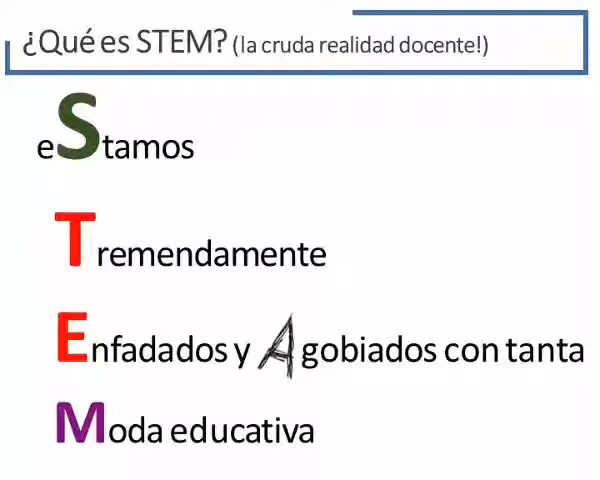 ¿Qué es STEM? (la cruda realidad docente!)
eStamos
Tremendamente
Enfadados y Agobiados con tanta
Moda educativa